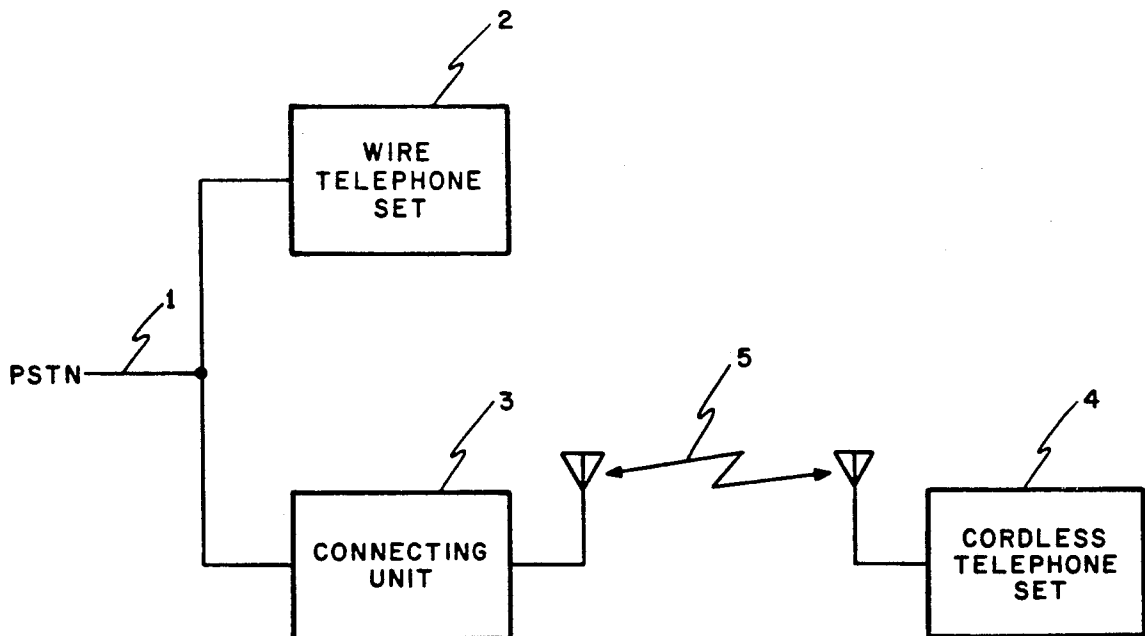 2
WIRE
TELEPHONE
SET
1
PSTN
3
5
4
CONNECTING
UNIT
CORDLESS
TELEPHONE
SET